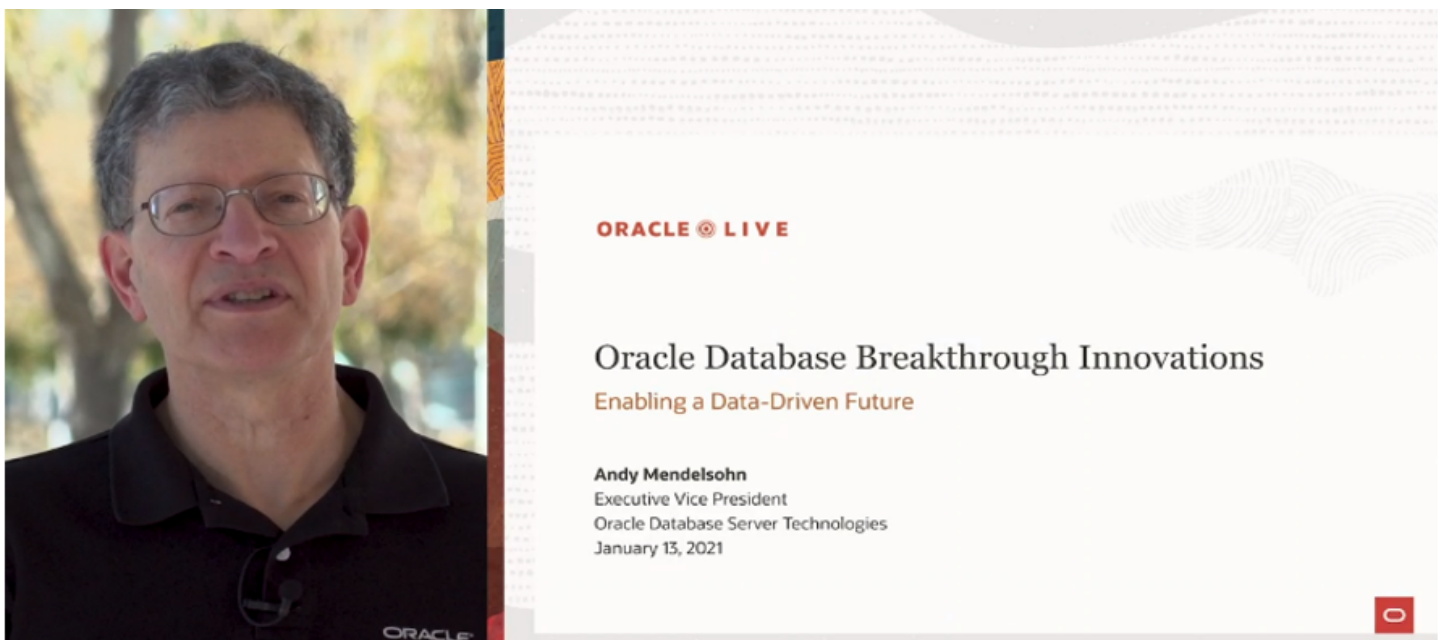 ORACLE LIVE
Oracle Database Breakthrough Innovations
Enabling a Data-Driven Future
Andy Mendelsohn
Executive Vice President
Oracle Database Server Technologies
January 13, 2021
ORACLE